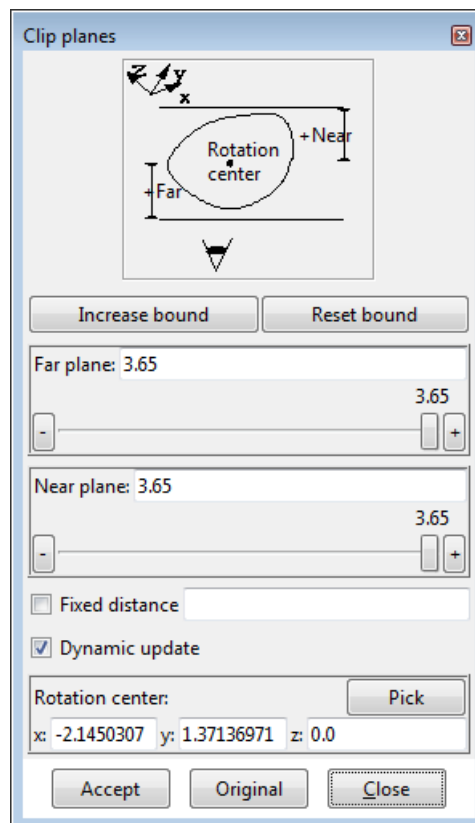 Clip planes
Z y
x
+Near
Rotation
center
+Far
Increase bound Reset bound
Far plane: 3.65
3.65
- +
Near plane: 3.65
3.65
- +
Fixed distance
Dynamic update
Rotation center: Pick
x: -2.1450307 y: 1.37136971 z: 0.0
Accept Original Close